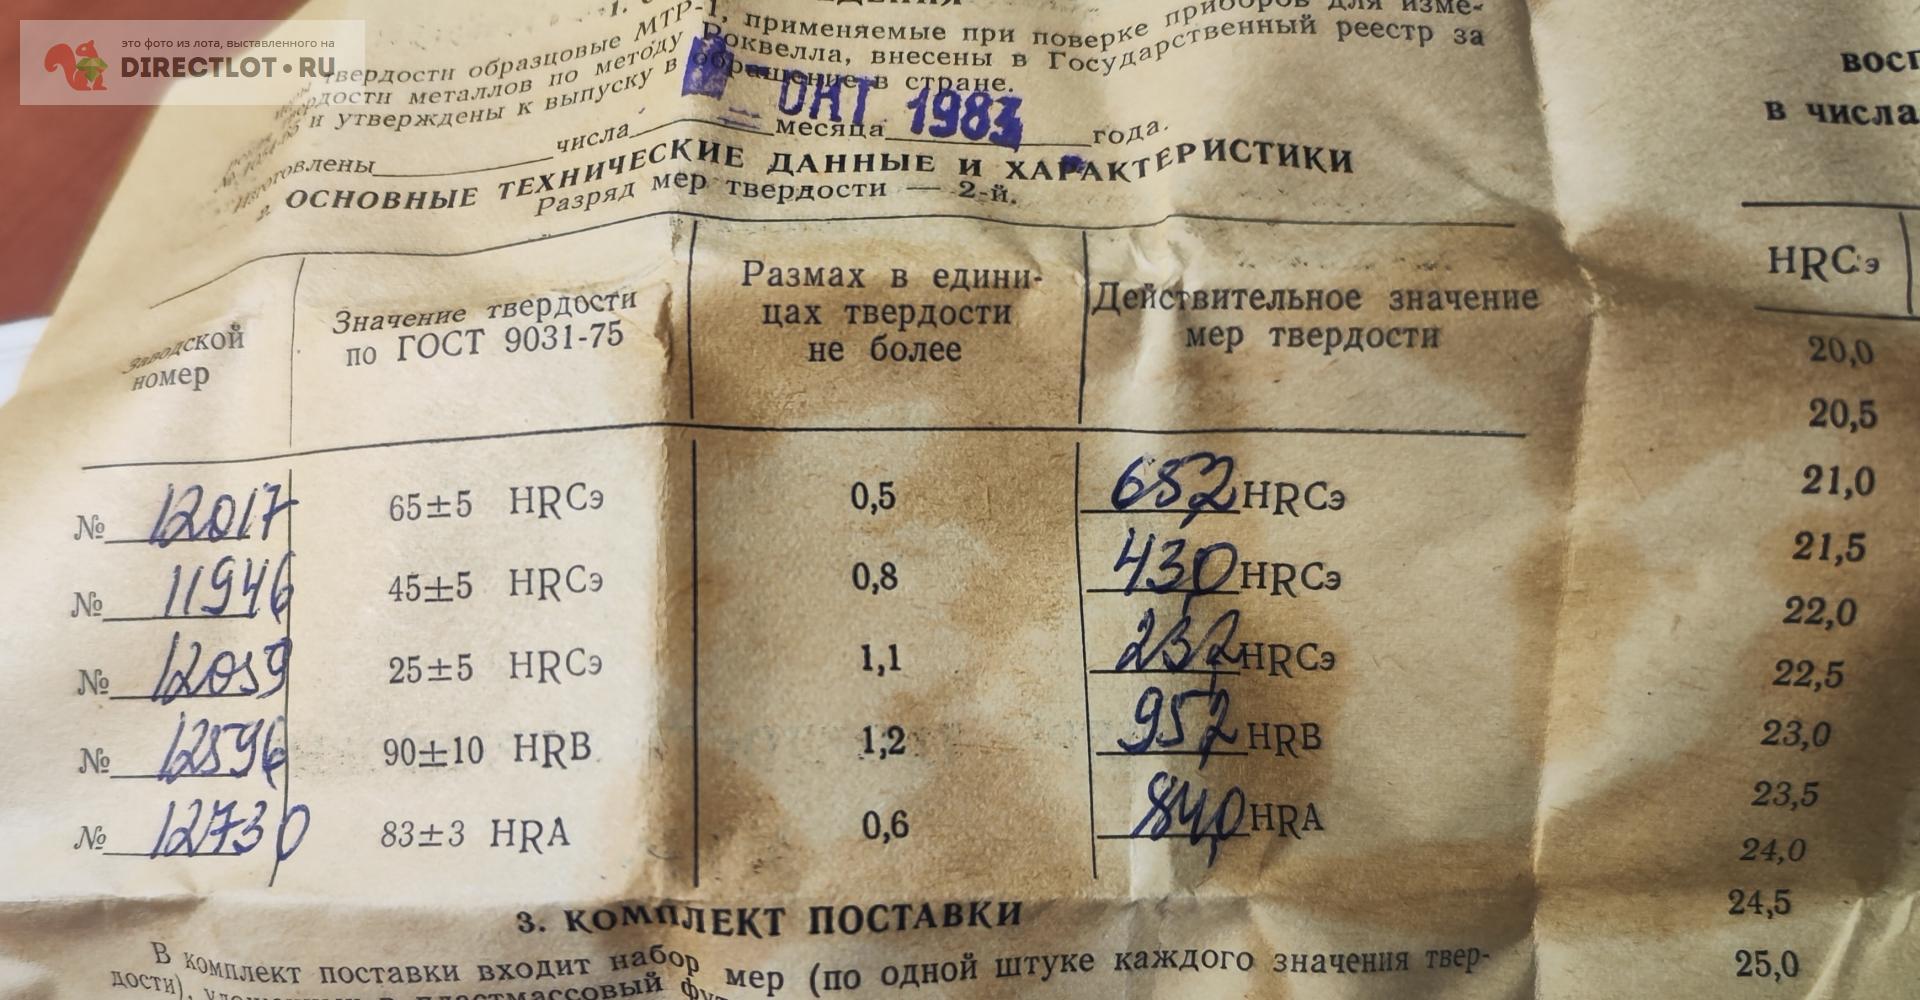 это фото из лота, выставленного на
DIRECTLOT.RU
твердости образцовые МТР-1, применяемые при поверке приборов для изме-
твердости металлов по методу Роквелла, внесены в Государственный реестр за
и утверждены к выпуску в обращение в стране.
Изготовлены числа ОКТ месяца 1983 года.
2. ОСНОВНЫЕ ТЕХНИЧЕСКИЕ ДАННЫЕ И ХАРАКТЕРИСТИКИ
Разряд мер твердости — 2-й.
Заводской номер
Значение твердости по ГОСТ 9031-75
Размах в едини-
цах твердости
не более
Действительное значение
мер твердости
№ 12017 65±5 HRCэ 0,5 65,2 HRCэ
№ 11946 45±5 HRCэ 0,8 43,0 HRCэ
№ 12059 25±5 HRCэ 1,1 23,2 HRCэ
№ 12596 90±10 HRB 1,2 95,2 HRB
№ 12730 83±3 HRA 0,6 84,0 HRA
3. КОМПЛЕКТ ПОСТАВКИ
В комплект поставки входит набор мер (по одной штуке каждого значения твер-
дости), в пластмассовый
в числа
HRCэ
20,0
20,5
21,0
21,5
22,0
22,5
23,0
23,5
24,0
24,5
25,0